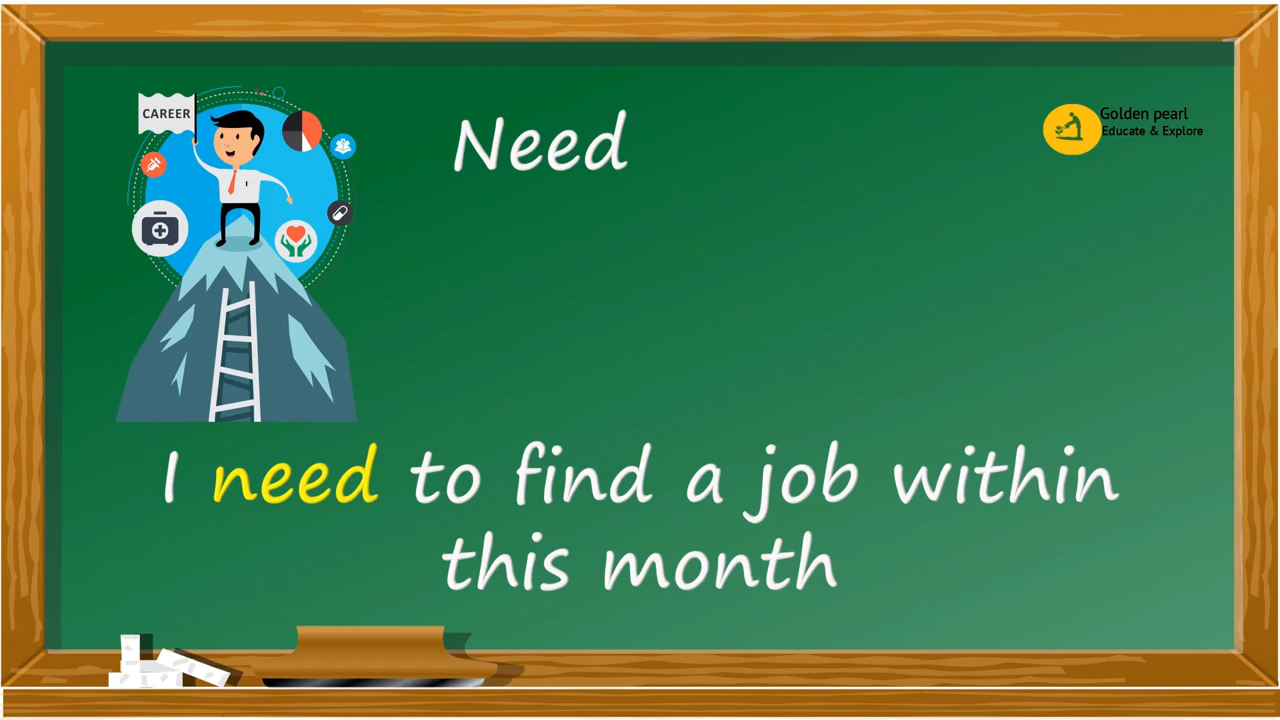 CAREER
Need
Golden pearl
Educate & Explore
I need to find a job within
this month